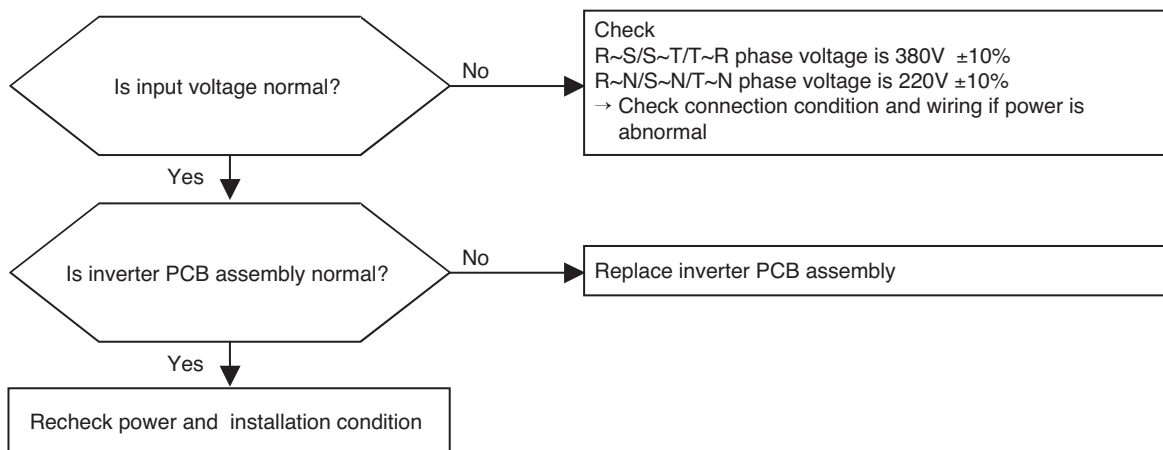 Is input voltage normal?
No
Check
R~S/S~T/T~R phase voltage is 380V ±10%
R~N/S~N/T~N phase voltage is 220V ±10%
→ Check connection condition and wiring if power is
abnormal
Yes
Is inverter PCB assembly normal?
No
Replace inverter PCB assembly
Yes
Recheck power and installation condition